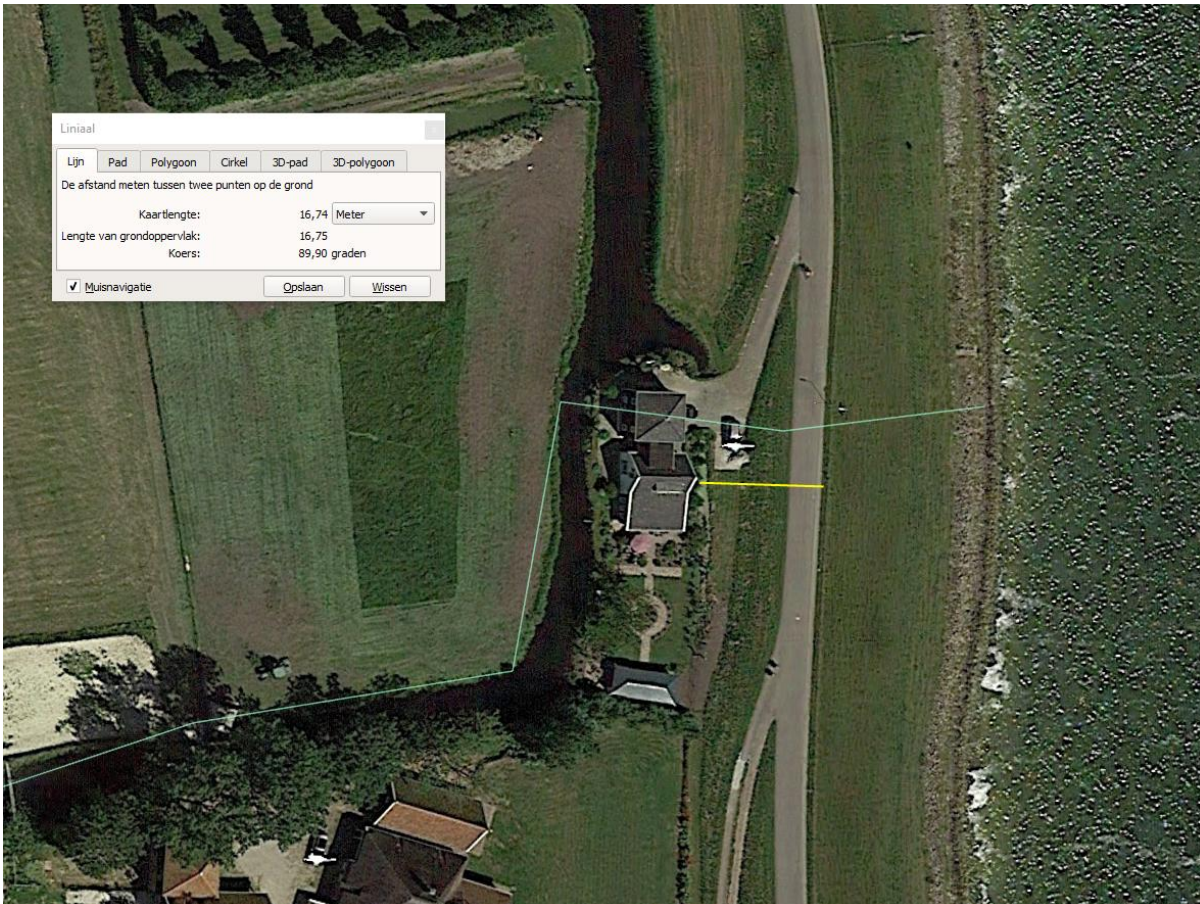 Liniaal
Lijn Pad Polygoon Cirkel 3D-pad 3D-polygoon
De afstand meten tussen twee punten op de grond
Kaartlengte: 16,74 Meter
Lengte van grondoppervlak: 16,75
Koers: 89,90 graden
Muisnavigatie Opslaan Wissen